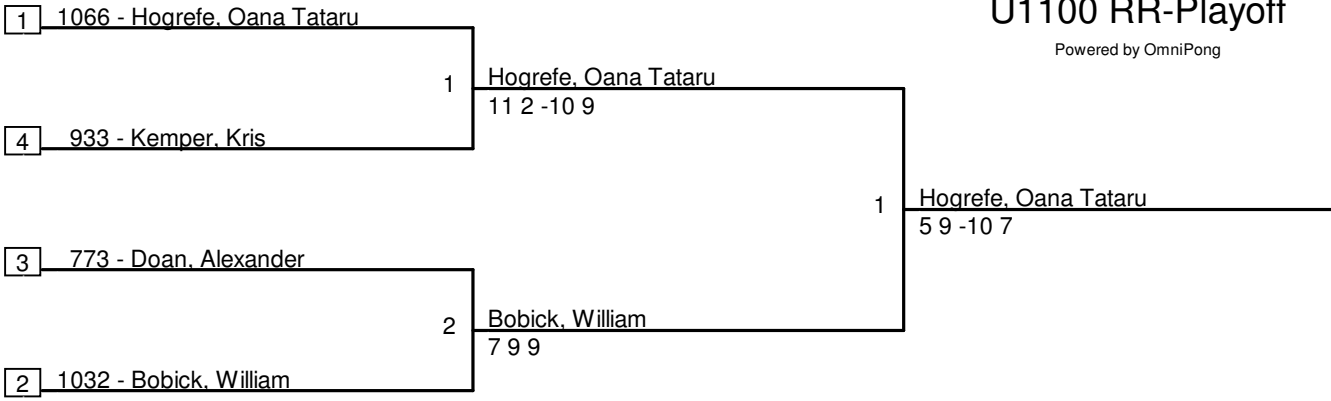 U1100 RR-Playoff
Powered by OmniPong
1 1066 - Hogrefe, Oana Tataru
1 Hogrefe, Oana Tataru
11 2 -10 9
4 933 - Kemper, Kris
1 Hogrefe, Oana Tataru
5 9 -10 7
3 773 - Doan, Alexander
2 Bobick, William
7 9 9
2 1032 - Bobick, William